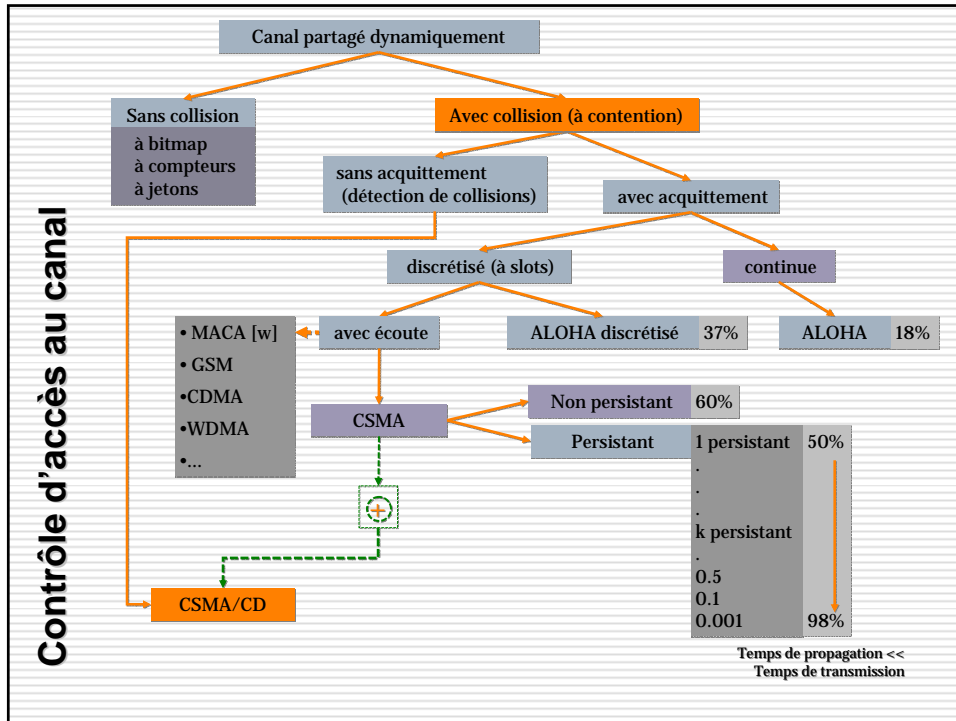 Contrôle d'accès au canal
Canal partagé dynamiquement
Sans collision
à bitmap
à compteurs
à jetons
Avec collision (à contention)
sans acquittement
(détection de collisions)
avec acquittement
discrétisé (à slots)
continue
• MACA [w]
• GSM
•CDMA
•WDMA
•...
avec écoute
ALOHA discrétisé 37%
ALOHA 18%
CSMA
Non persistant 60%
Persistant
1 persistant 50%
.
.
.
k persistant
.
0.5
0.1
0.001 98%
+
CSMA/CD
Temps de propagation <<
Temps de transmission